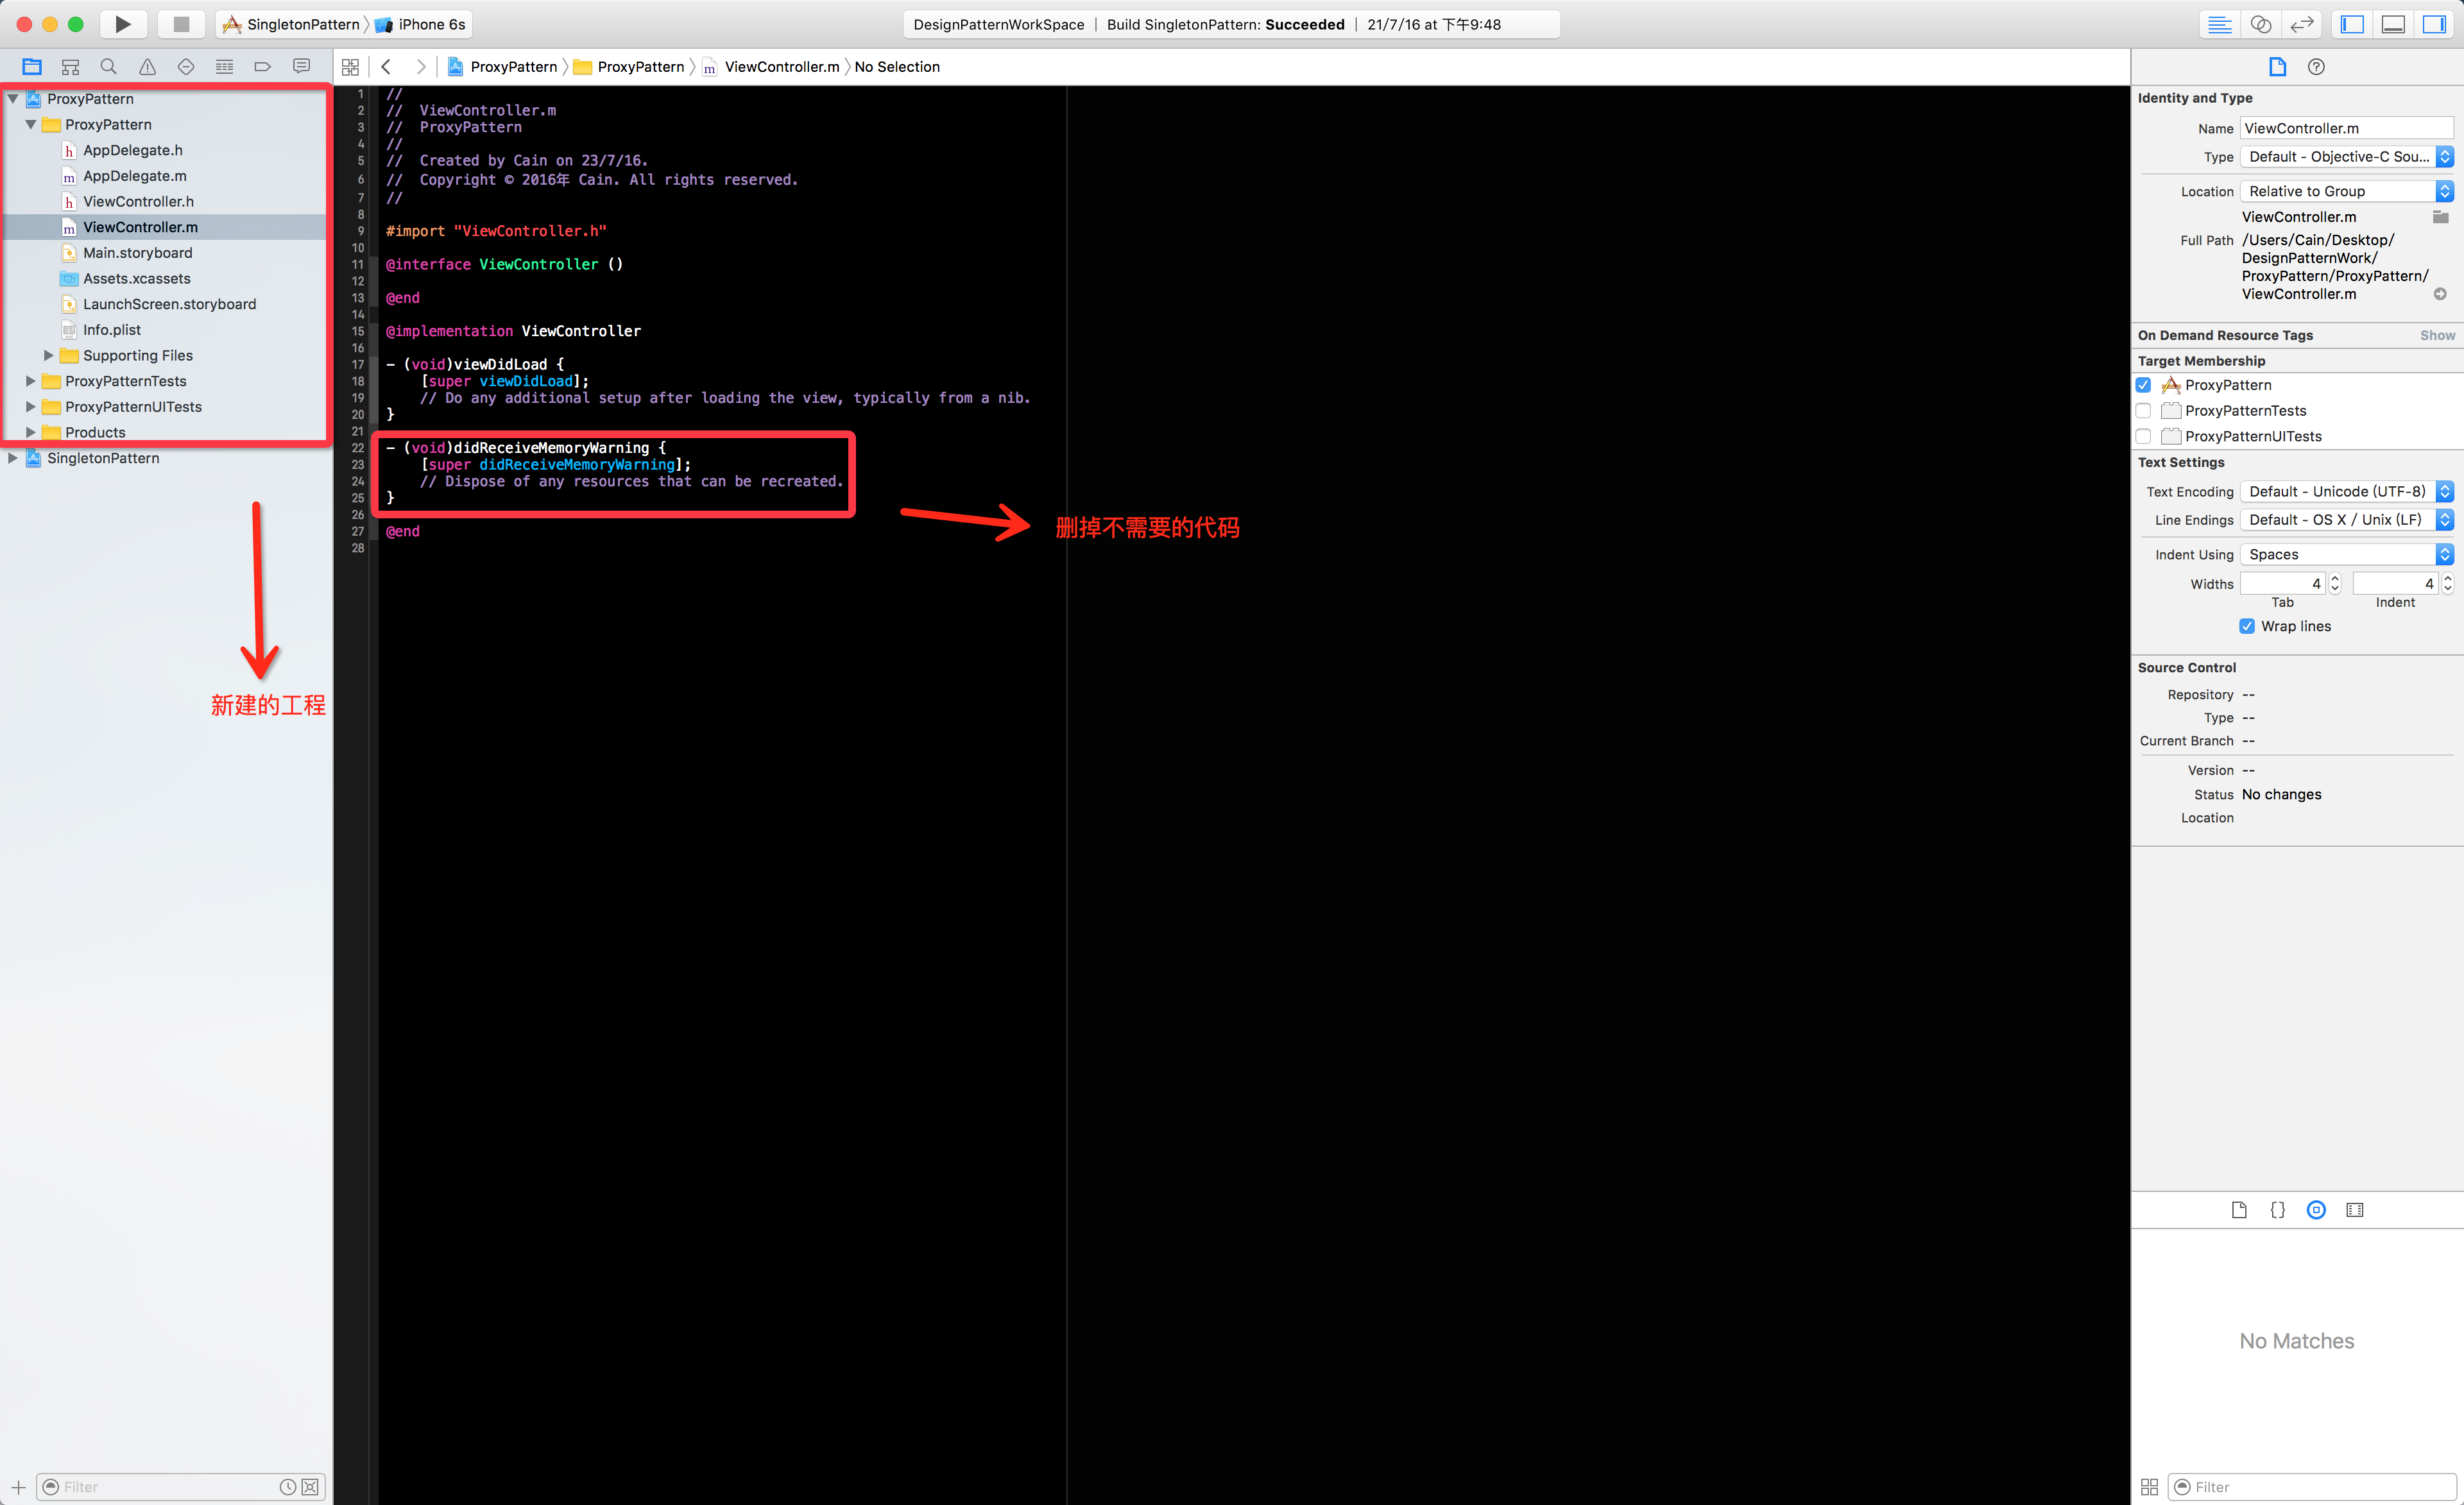 SingletonPattern iPhone 6s
DesignPatternWorkSpace | Build SingletonPattern: Succeeded | 21/7/16 at 下午9:48
ProxyPattern
ProxyPattern
AppDelegate.h
AppDelegate.m
ViewController.h
ViewController.m
Main.storyboard
Assets.xcassets
LaunchScreen.storyboard
Info.plist
Supporting Files
ProxyPatternTests
ProxyPatternUITests
Products
SingletonPattern
新建的工程
Filter
ProxyPattern ProxyPattern ViewController.m No Selection
1 //
2 //  ViewController.m
3 //  ProxyPattern
4 //
5 //  Created by Cain on 23/7/16.
6 //  Copyright © 2016年 Cain. All rights reserved.
7 //
8
9 #import "ViewController.h"
10
11 @interface ViewController ()
12
13 @end
14
15 @implementation ViewController
16
17 - (void)viewDidLoad {
18     [super viewDidLoad];
19     // Do any additional setup after loading the view, typically from a nib.
20 }
21
22 - (void)didReceiveMemoryWarning {
23     [super didReceiveMemoryWarning];
24     // Dispose of any resources that can be recreated.
25 }
26
27 @end
28
删掉不需要的代码
Identity and Type
Name ViewController.m
Type Default - Objective-C Sou...
Location Relative to Group
ViewController.m
Full Path /Users/Cain/Desktop/
DesignPatternWork/
ProxyPattern/ProxyPattern/
ViewController.m
On Demand Resource Tags Show
Target Membership
ProxyPattern
ProxyPatternTests
ProxyPatternUITests
Text Settings
Text Encoding Default - Unicode (UTF-8)
Line Endings Default - OS X / Unix (LF)
Indent Using Spaces
Widths 4 4
Tab Indent
Wrap lines
Source Control
Repository --
Type --
Current Branch --
Version --
Status No changes
Location
No Matches
Filter